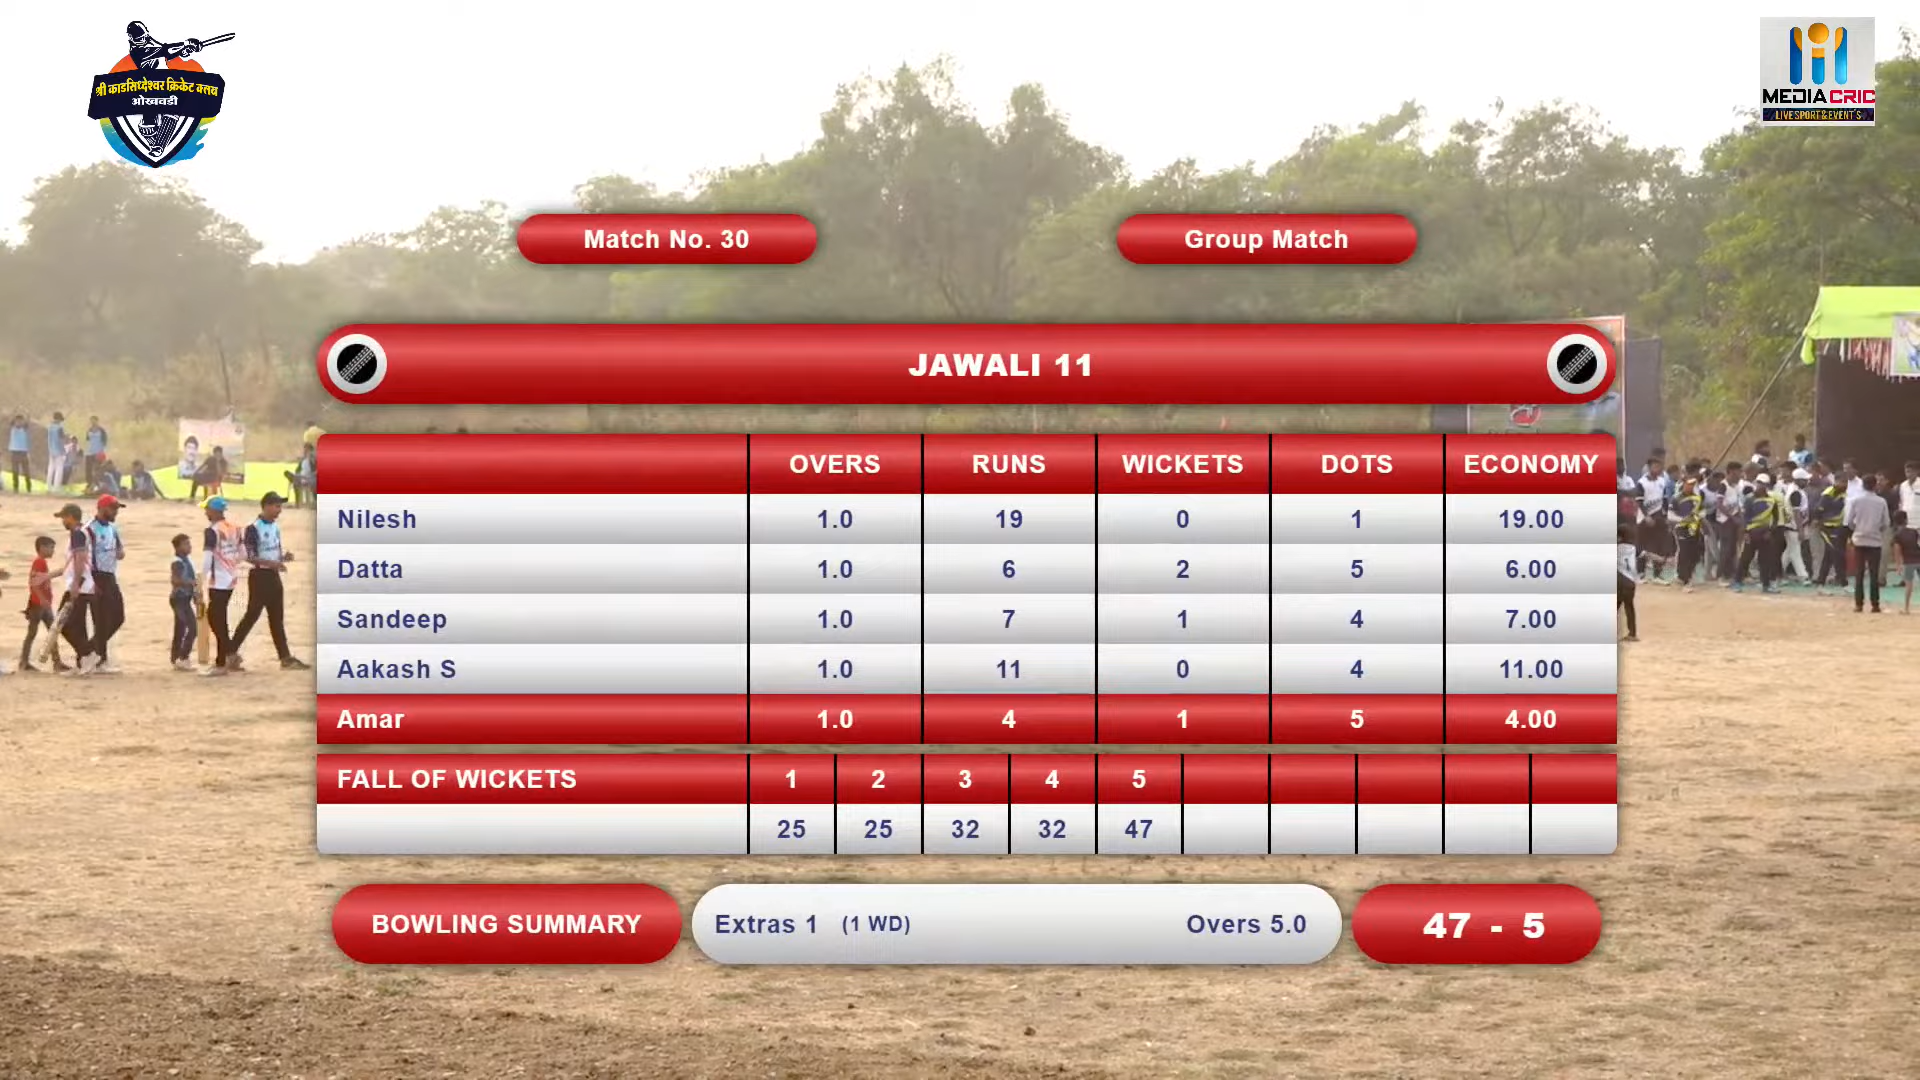 श्री काडसिध्देश्वर क्रिकेट क्लब
ओखवडी
MEDIA CRIC
LIVE SPORT & EVENT'S
Match No. 30
Group Match
JAWALI 11
OVERS RUNS WICKETS DOTS ECONOMY
Nilesh 1.0 19 0 1 19.00
Datta 1.0 6 2 5 6.00
Sandeep 1.0 7 1 4 7.00
Aakash S 1.0 11 0 4 11.00
Amar 1.0 4 1 5 4.00
FALL OF WICKETS 1 2 3 4 5
25 25 32 32 47
BOWLING SUMMARY Extras 1 (1 WD) Overs 5.0 47 - 5